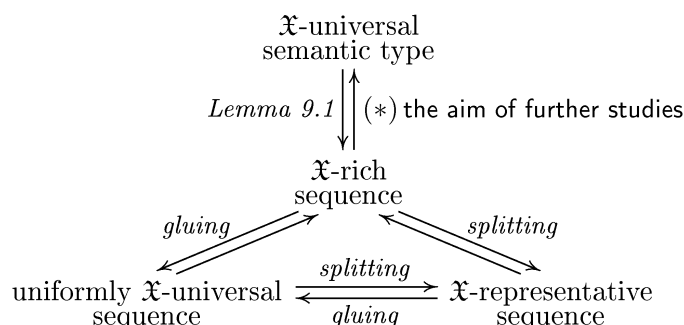 𝔛-universal
semantic type
Lemma 9.1
(∗) the aim of further studies
𝔛-rich
sequence
gluing
splitting
uniformly 𝔛-universal
sequence
splitting
gluing
𝔛-representative
sequence